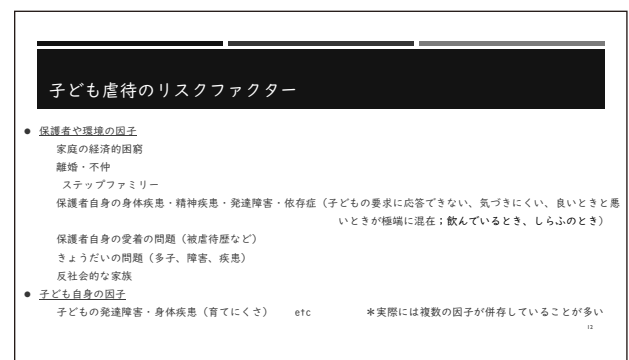 子ども虐待のリスクファクター
● 保護者や環境の因子
家庭の経済的困窮
離婚・不仲
ステップファミリー
保護者自身の身体疾患・精神疾患・発達障害・依存症（子どもの要求に応答できない、気づきにくい、良いときと悪
いときが極端に混在；飲んでいるとき、しらふのとき）
保護者自身の愛着の問題（被虐待歴など）
きょうだいの問題（多子、障害、疾患）
反社会的な家族
● 子ども自身の因子
子どもの発達障害・身体疾患（育てにくさ） etc ＊実際には複数の因子が併存していることが多い
12